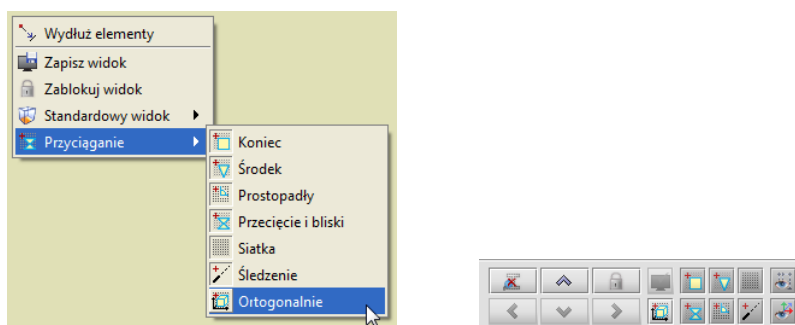 Wydłuż elementy
Zapisz widok
Zablokuj widok
Standardowy widok
Przyciąganie
Koniec
Środek
Prostopadły
Przecięcie i bliski
Siatka
Śledzenie
Ortogonalnie